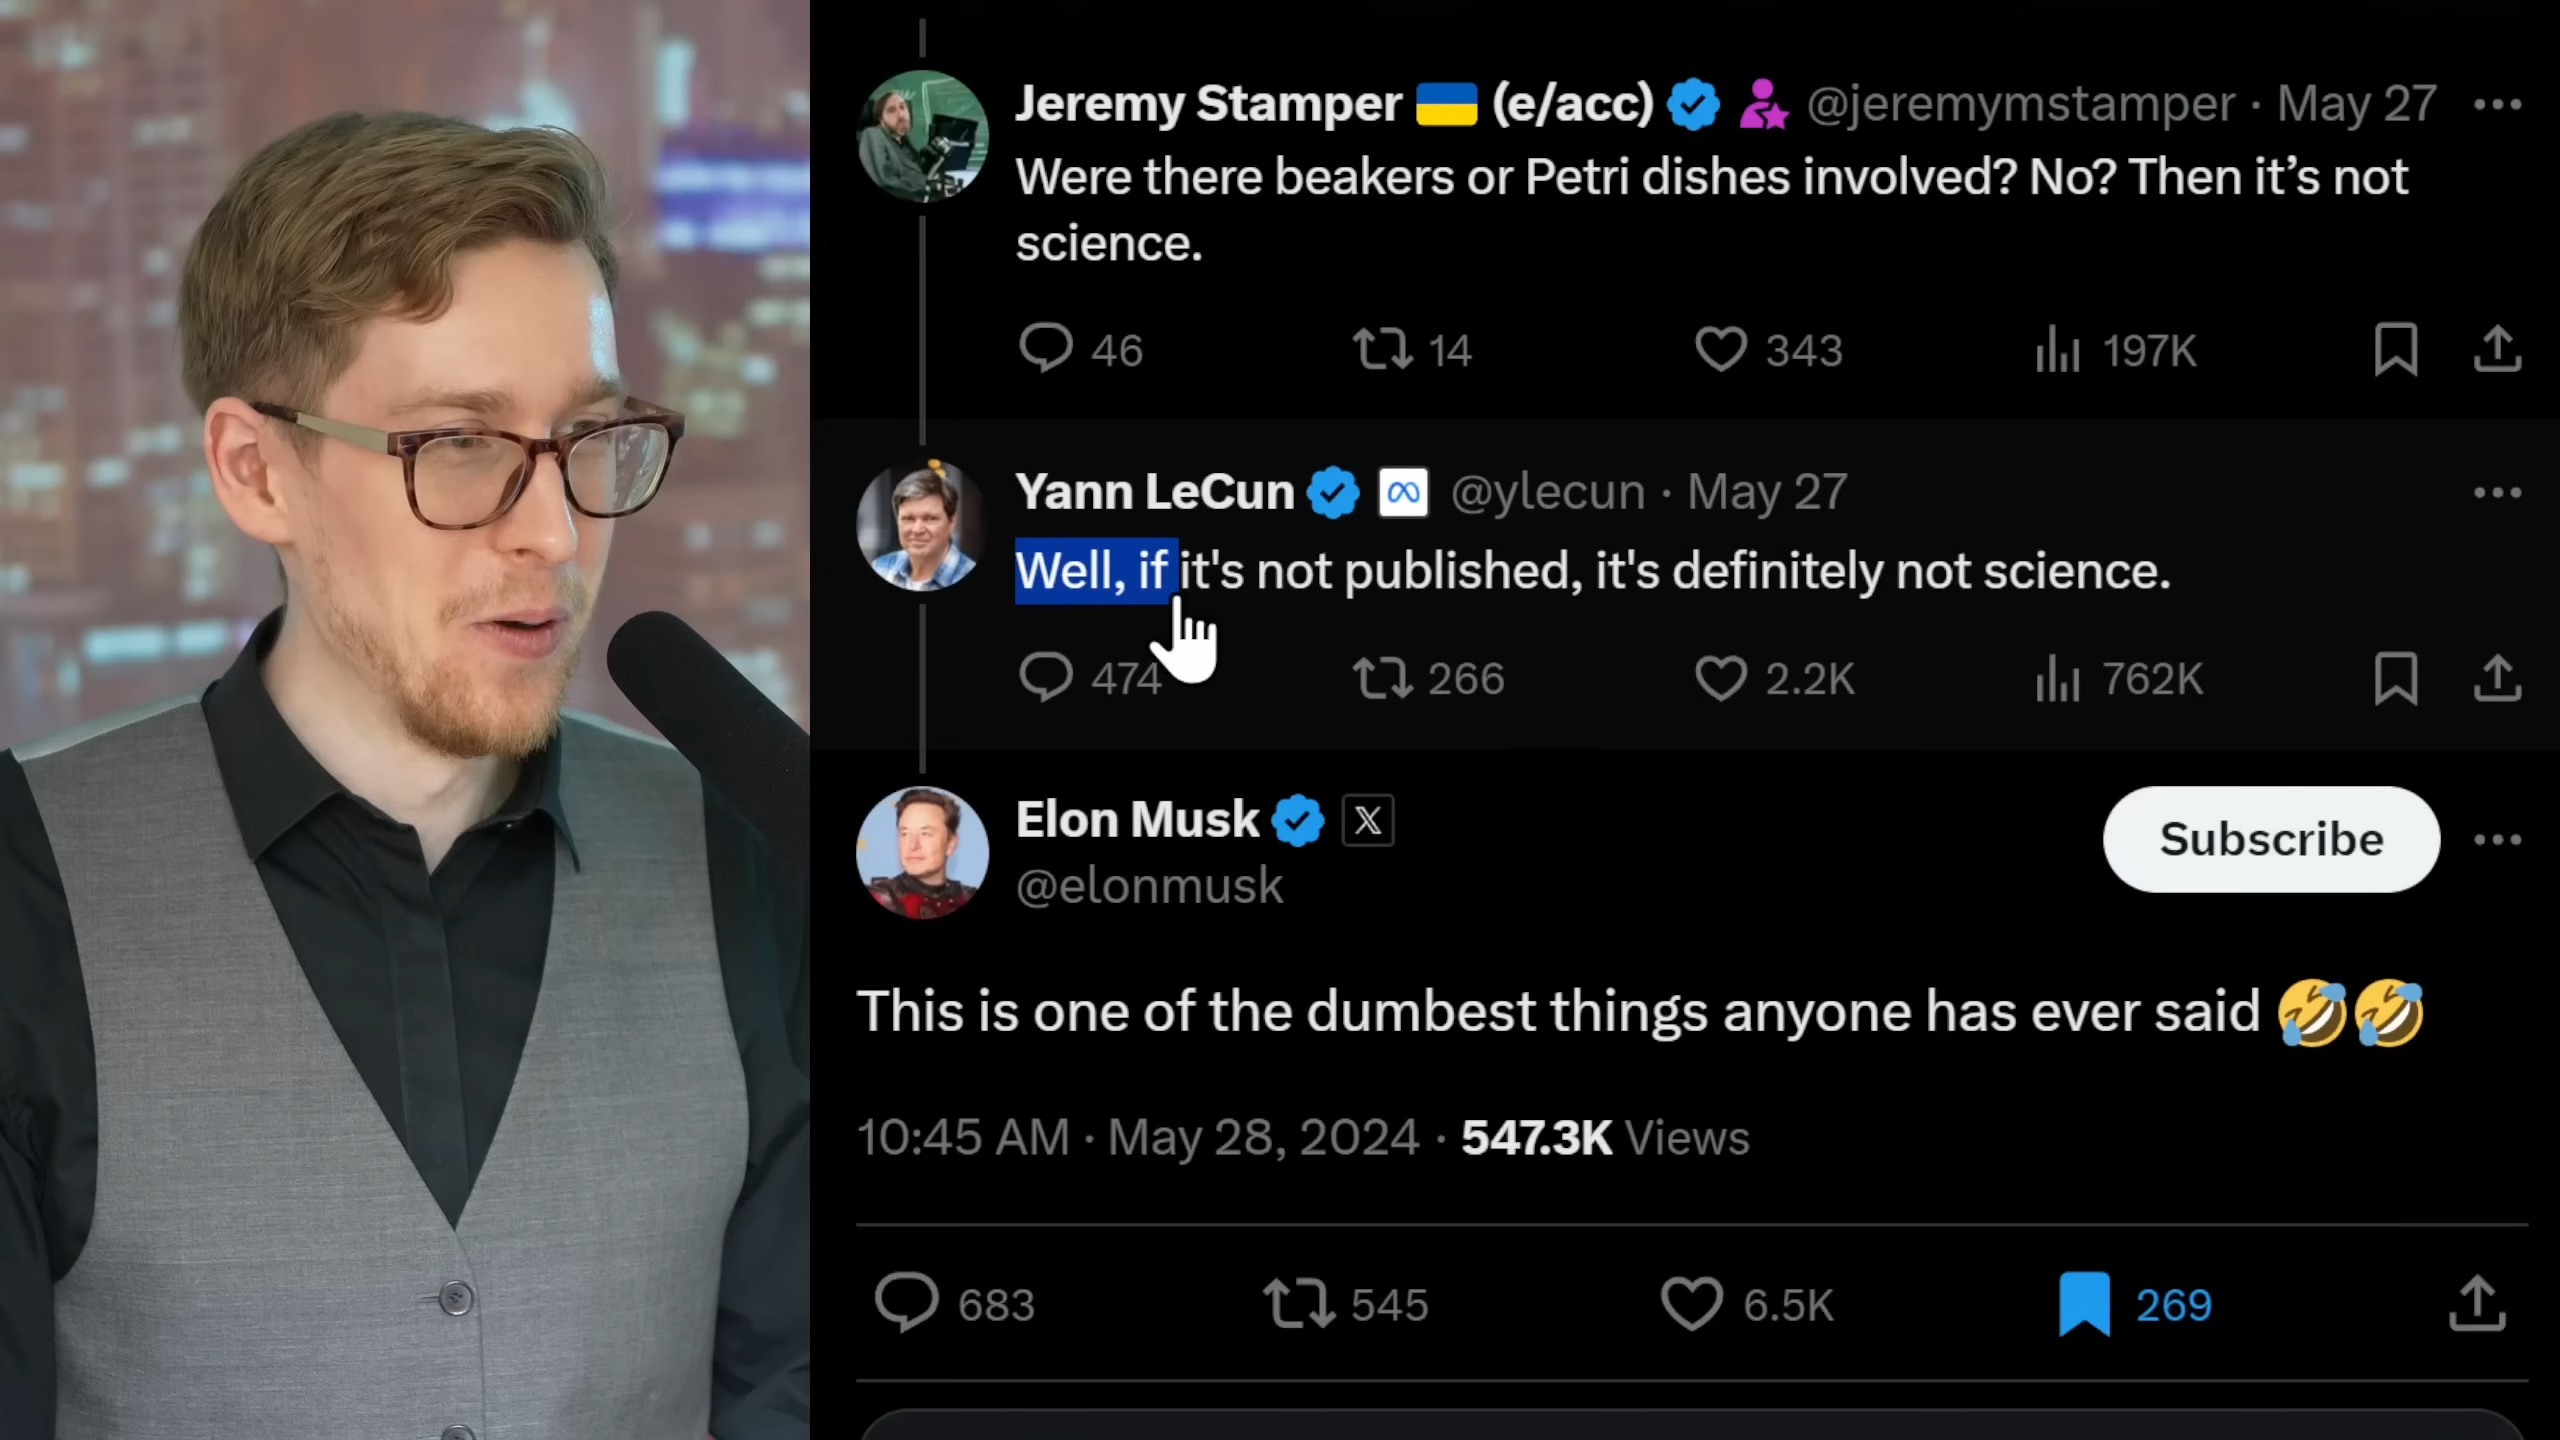 Jeremy Stamper 🇺🇦 (e/acc) @jeremymstamper · May 27
Were there beakers or Petri dishes involved? No? Then it’s not
science.
46 14 343 197K
Yann LeCun @ylecun · May 27
Well, if it's not published, it's definitely not science.
474 266 2.2K 762K
Elon Musk X
Subscribe
@elonmusk
This is one of the dumbest things anyone has ever said 🤣🤣
10:45 AM · May 28, 2024 · 547.3K Views
683 545 6.5K 269